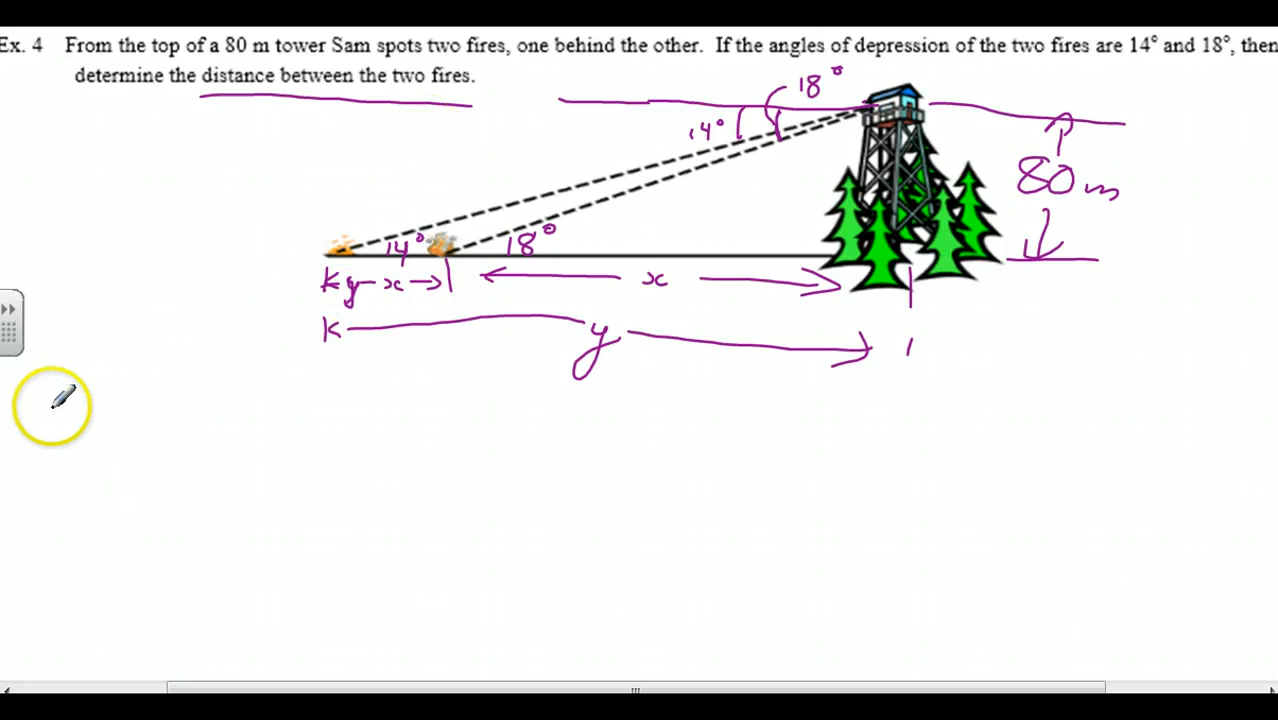 Ex. 4 From the top of a 80 m tower Sam spots two fires, one behind the other. If the angles of depression of the two fires are 14° and 18°, then
determine the distance between the two fires.
18°
14°
80 m
14°
18°
y-x
x
y